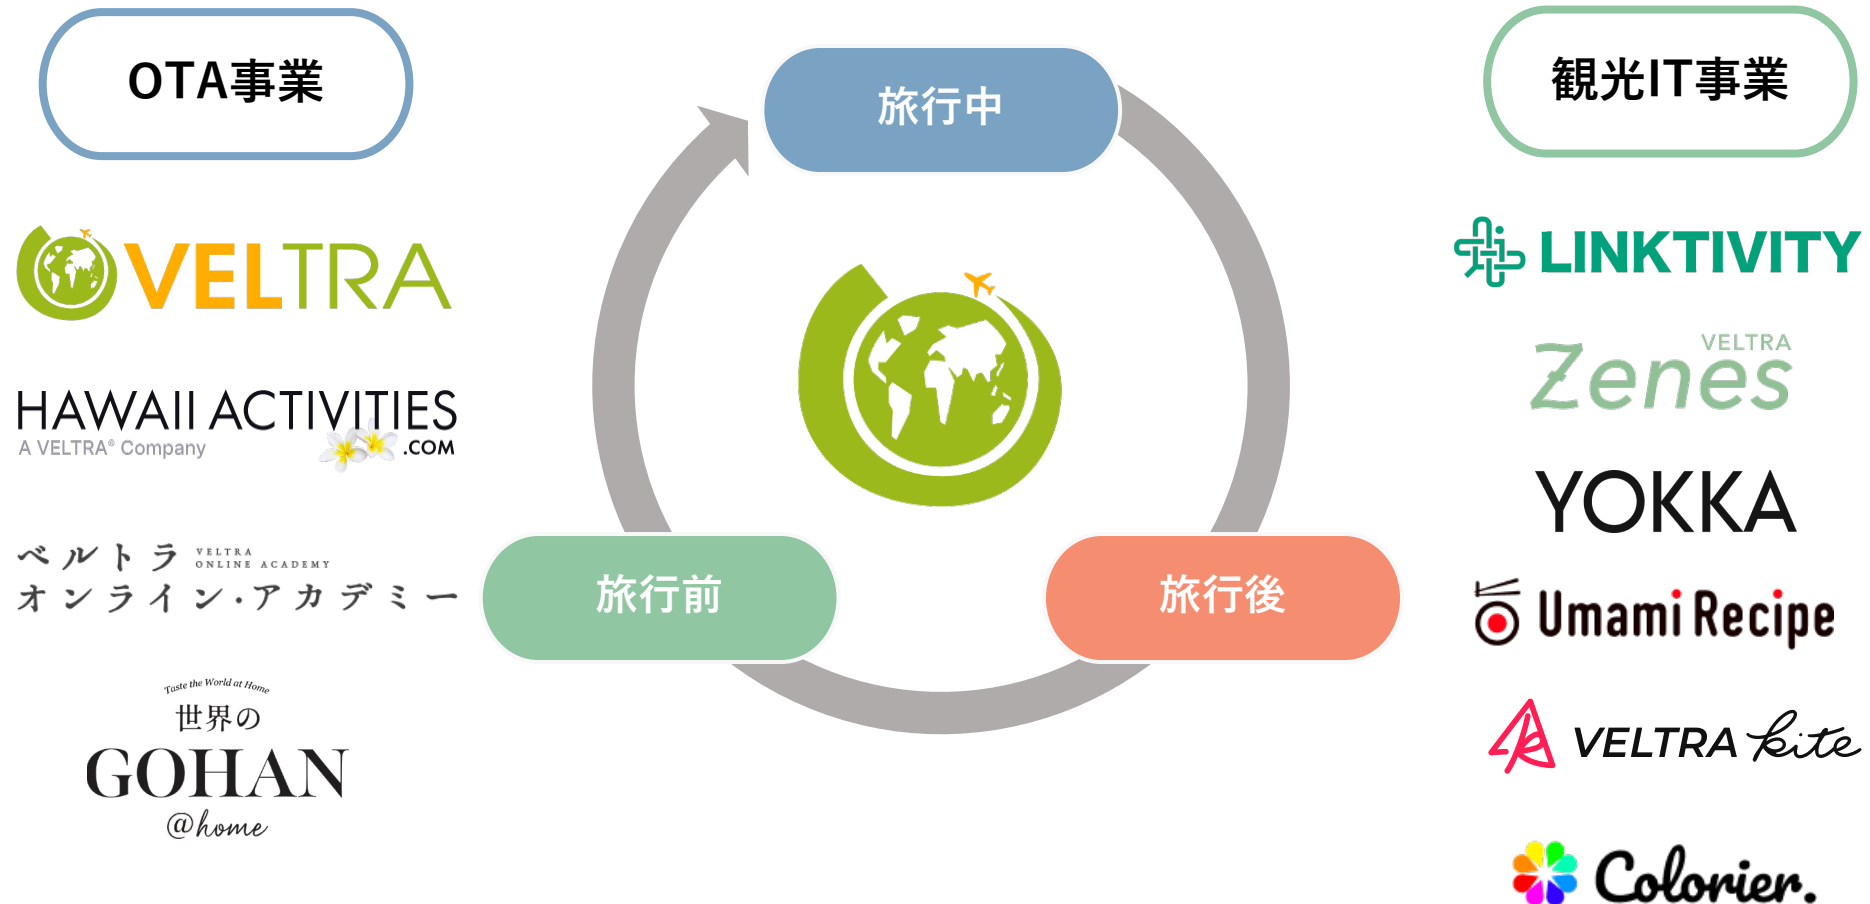 OTA事業
VELTRA
HAWAII ACTIVITIES
A VELTRA® Company
.COM
ベルトラ
VELTRA
ONLINE ACADEMY
オンライン・アカデミー
Taste the World at Home
世界の
GOHAN
@home
旅行中
旅行前
旅行後
観光IT事業
LINKTIVITY
VELTRA
Zenes
YOKKA
Umami Recipe
VELTRA kite
Colorier.